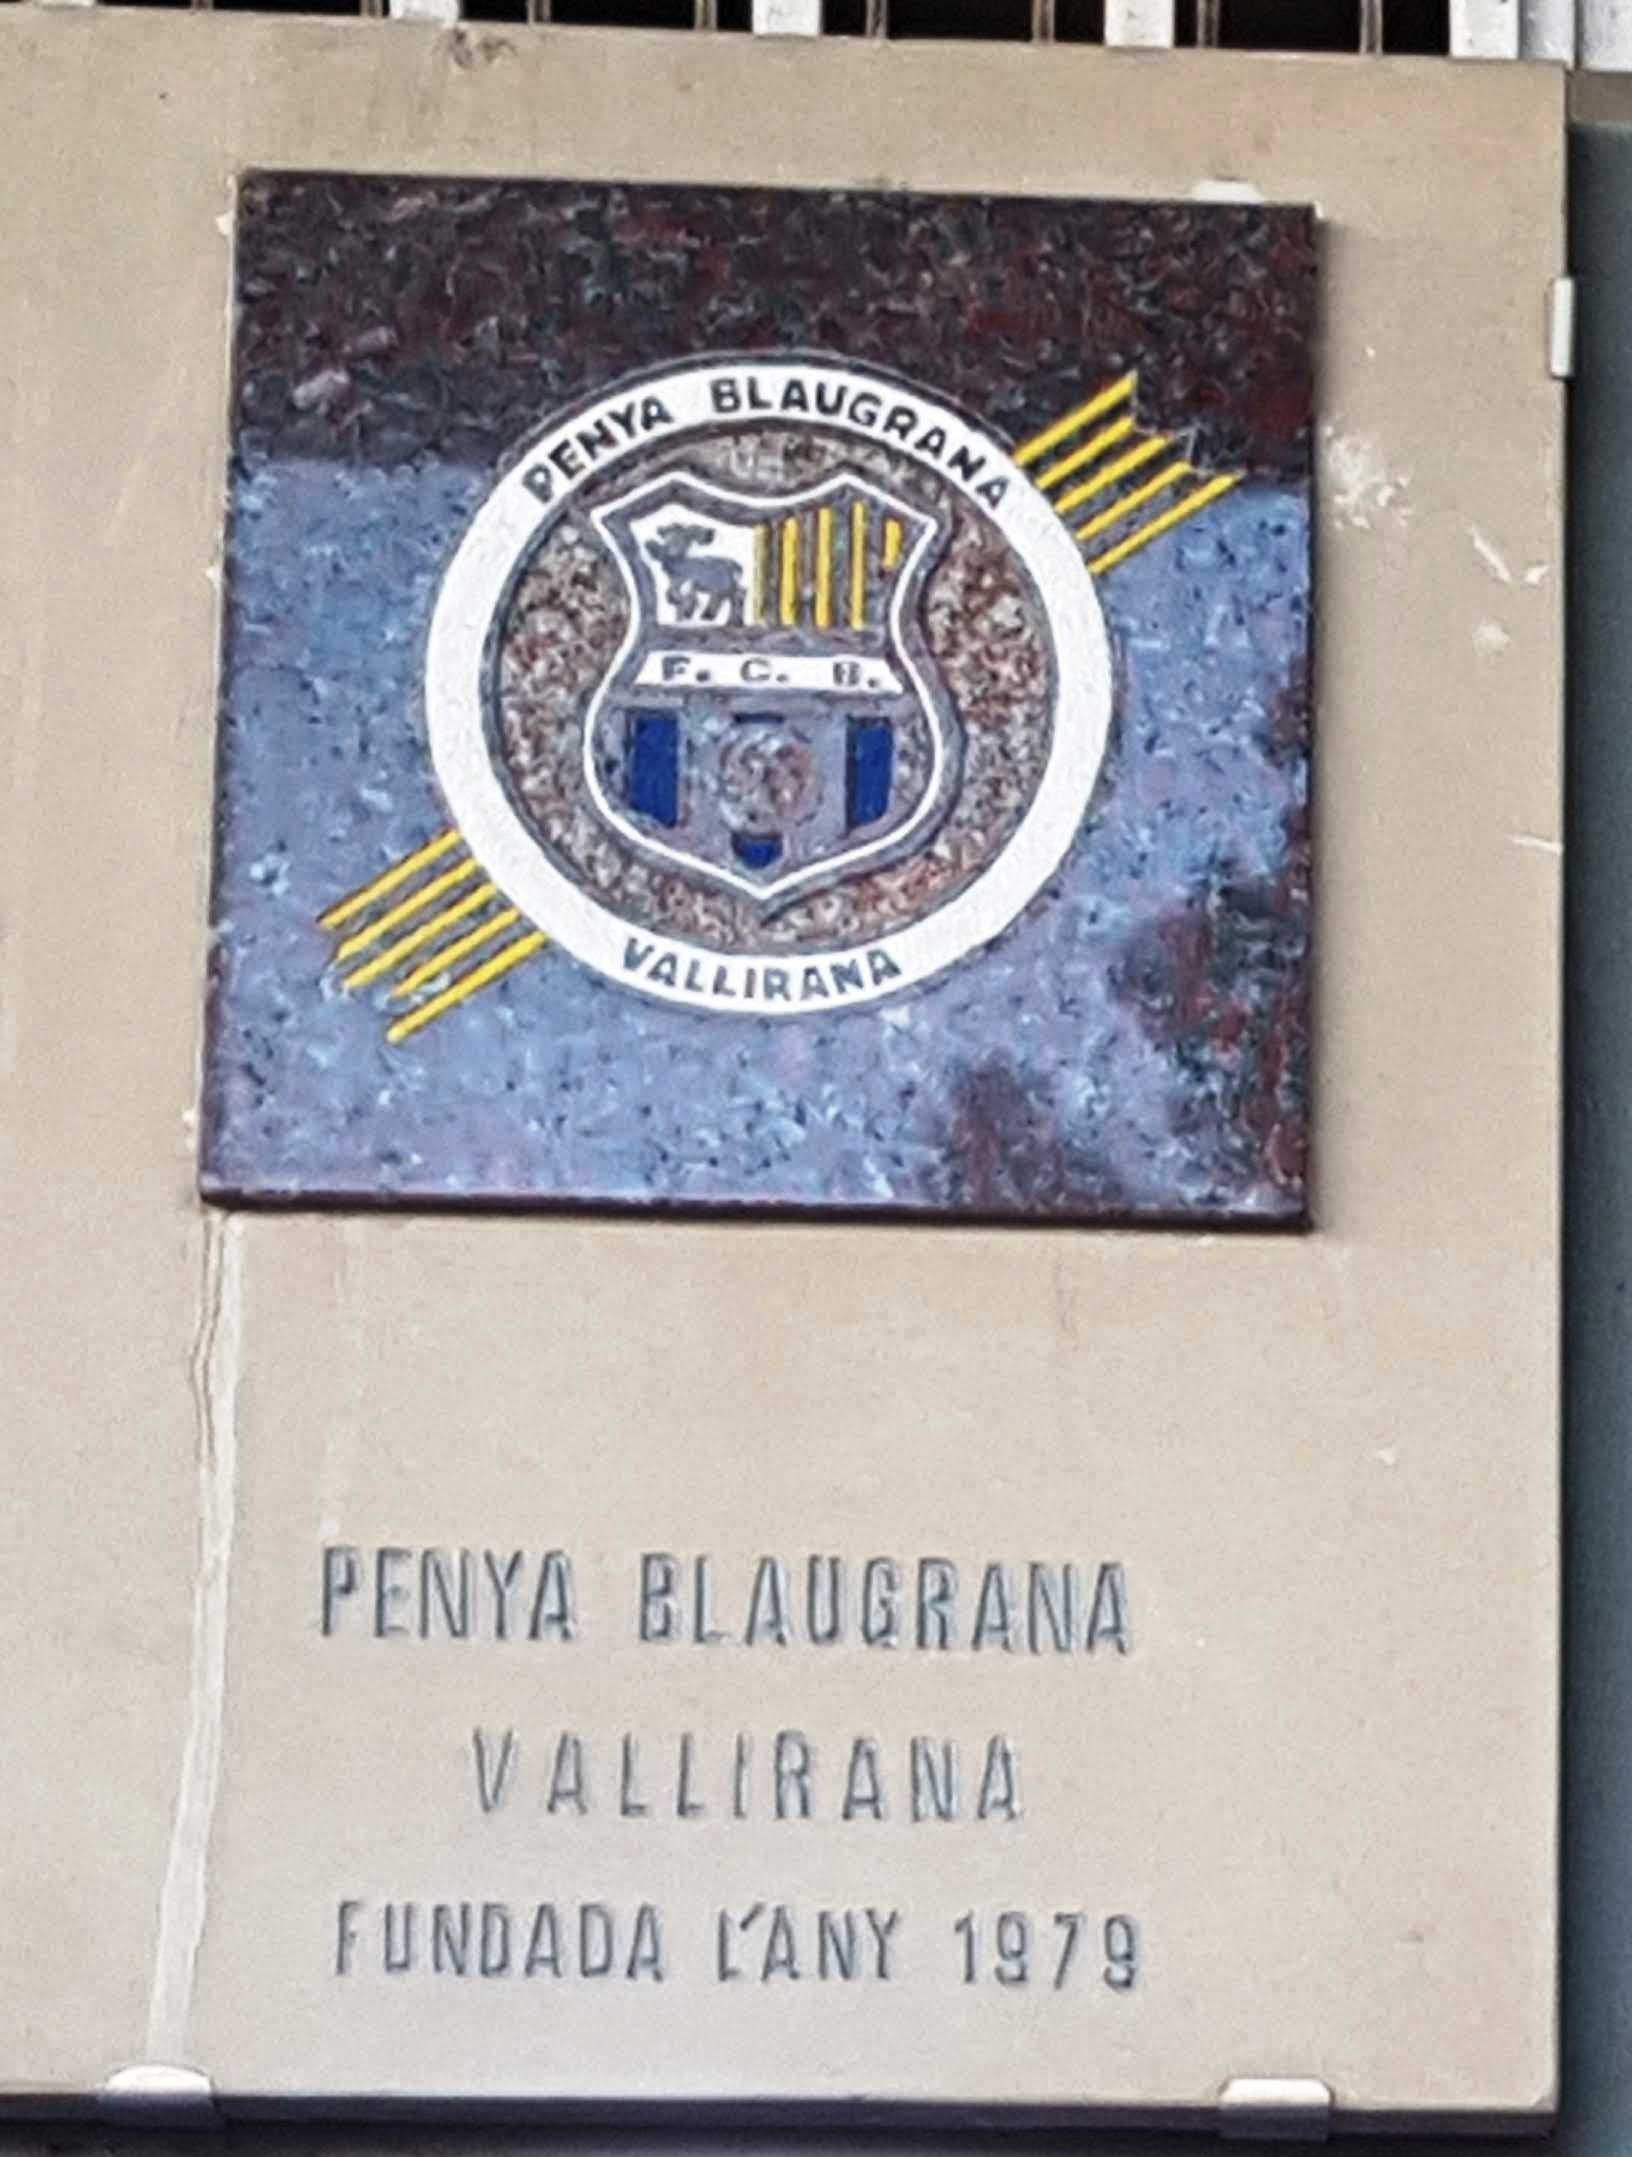 PENYA BLAUGRANA
F. C. B.
VALLIRANA
PENYA BLAUGRANA
VALLIRANA
FUNDADA L'ANY 1979